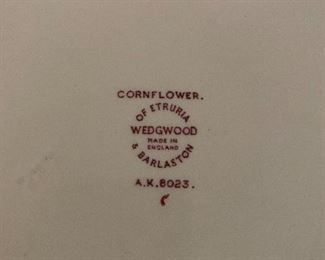 CORNFLOWER.
OF ETRURIA
WEDGWOOD
MADE IN
ENGLAND
& BARLASTON
A.K.8023.